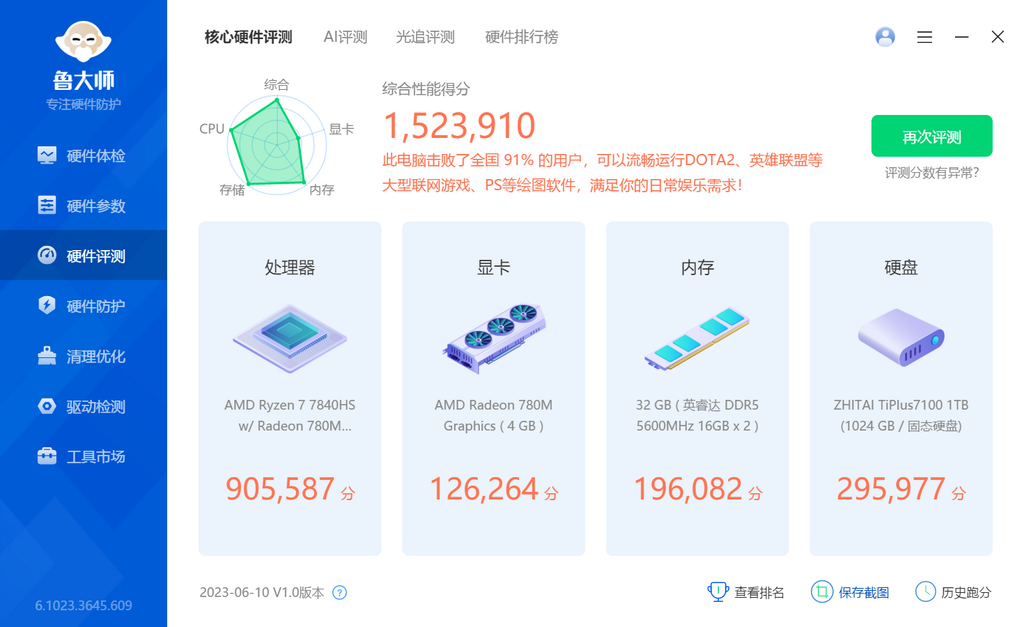 鲁大师
专注硬件防护
硬件体检
硬件参数
硬件评测
硬件防护
清理优化
驱动检测
工具市场
6.1023.3645.609
核心硬件评测 AI评测 光追评测 硬件排行榜
综合
CPU
显卡
存储
内存
综合性能得分
1,523,910
此电脑击败了全国 91% 的用户，可以流畅运行DOTA2、英雄联盟等
大型联网游戏、PS等绘图软件，满足你的日常娱乐需求！
再次评测
评测分数有异常?
处理器
AMD Ryzen 7 7840HS
w/ Radeon 780M...
905,587 分
显卡
AMD Radeon 780M
Graphics ( 4 GB )
126,264 分
内存
32 GB ( 英睿达 DDR5
5600MHz 16GB x 2 )
196,082 分
硬盘
ZHITAI TiPlus7100 1TB
(1024 GB / 固态硬盘)
295,977 分
2023-06-10 V1.0版本 ?
查看排名
保存截图
历史跑分